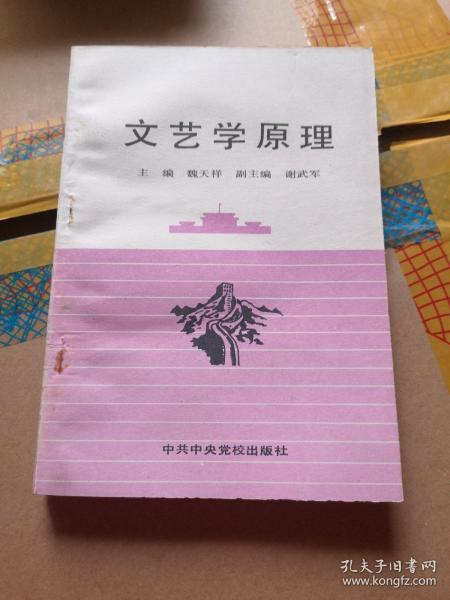 文艺学原理
主编 魏天祥 副主编 谢武军
中共中央党校出版社
孔夫子旧书网
www.kongfz.com